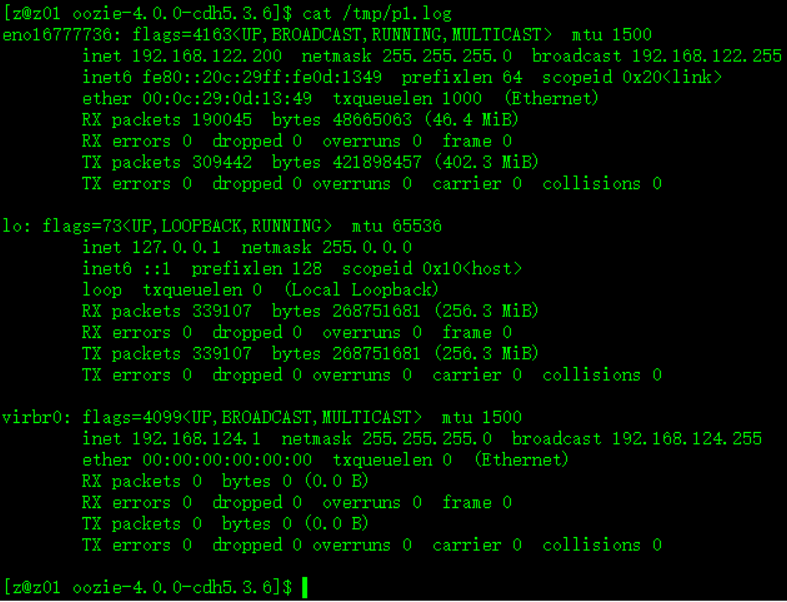 [z@z01 oozie-4.0.0-cdh5.3.6]$ cat /tmp/p1.log
eno16777736: flags=4163<UP,BROADCAST,RUNNING,MULTICAST>  mtu 1500
        inet 192.168.122.200  netmask 255.255.255.0  broadcast 192.168.122.255
        inet6 fe80::20c:29ff:fe0d:1349  prefixlen 64  scopeid 0x20<link>
        ether 00:0c:29:0d:13:49  txqueuelen 1000  (Ethernet)
        RX packets 190045  bytes 48665063 (46.4 MiB)
        RX errors 0  dropped 0  overruns 0  frame 0
        TX packets 309442  bytes 421898457 (402.3 MiB)
        TX errors 0  dropped 0 overruns 0  carrier 0  collisions 0

lo: flags=73<UP,LOOPBACK,RUNNING>  mtu 65536
        inet 127.0.0.1  netmask 255.0.0.0
        inet6 ::1  prefixlen 128  scopeid 0x10<host>
        loop  txqueuelen 0  (Local Loopback)
        RX packets 339107  bytes 268751681 (256.3 MiB)
        RX errors 0  dropped 0  overruns 0  frame 0
        TX packets 339107  bytes 268751681 (256.3 MiB)
        TX errors 0  dropped 0 overruns 0  carrier 0  collisions 0

virbr0: flags=4099<UP,BROADCAST,MULTICAST>  mtu 1500
        inet 192.168.124.1  netmask 255.255.255.0  broadcast 192.168.124.255
        ether 00:00:00:00:00:00  txqueuelen 0  (Ethernet)
        RX packets 0  bytes 0 (0.0 B)
        RX errors 0  dropped 0  overruns 0  frame 0
        TX packets 0  bytes 0 (0.0 B)
        TX errors 0  dropped 0 overruns 0  carrier 0  collisions 0

[z@z01 oozie-4.0.0-cdh5.3.6]$